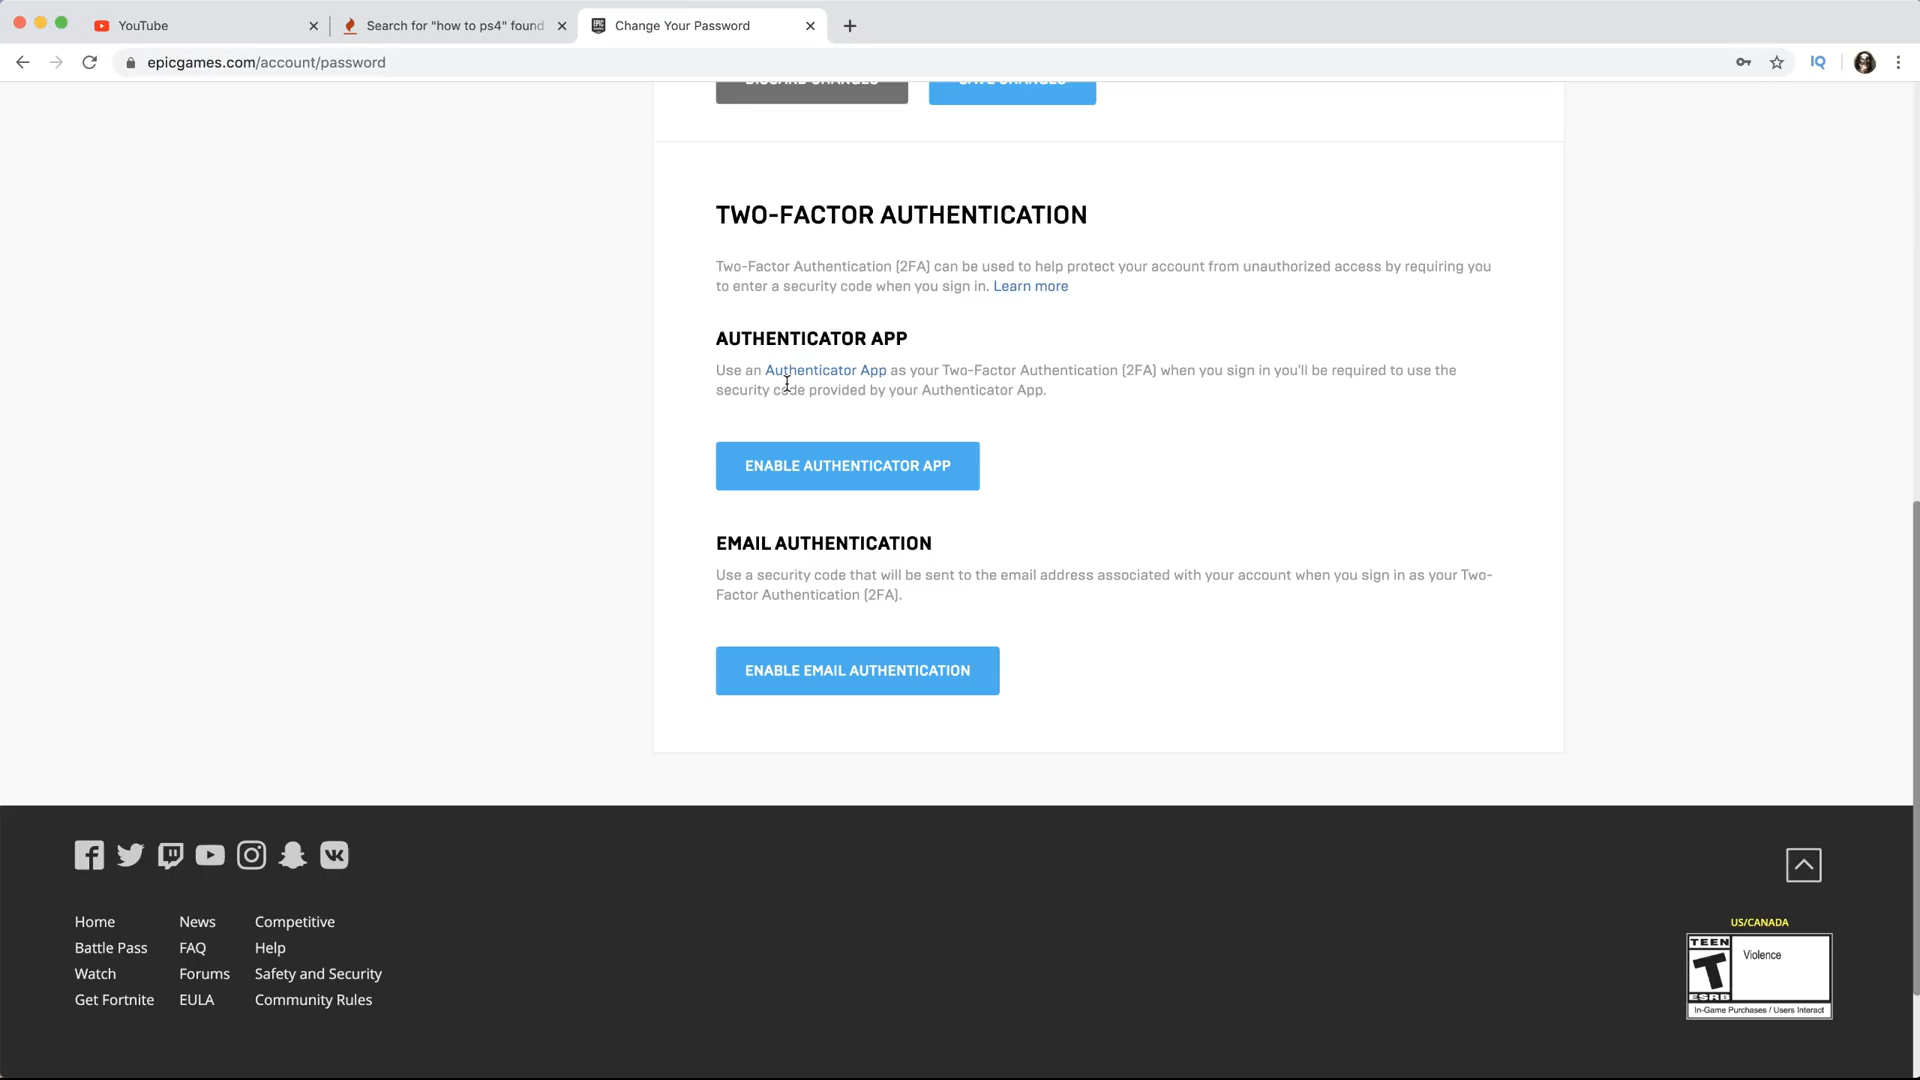 YouTube
Search for "how to ps4" found
Change Your Password
epicgames.com/account/password
IQ
DISCARD CHANGES
SAVE CHANGES
TWO-FACTOR AUTHENTICATION
Two-Factor Authentication (2FA) can be used to help protect your account from unauthorized access by requiring you
to enter a security code when you sign in. Learn more
AUTHENTICATOR APP
Use an Authenticator App as your Two-Factor Authentication (2FA) when you sign in you'll be required to use the
security code provided by your Authenticator App.
ENABLE AUTHENTICATOR APP
EMAIL AUTHENTICATION
Use a security code that will be sent to the email address associated with your account when you sign in as your Two-
Factor Authentication (2FA).
ENABLE EMAIL AUTHENTICATION
Home News Competitive
Battle Pass FAQ Help
Watch Forums Safety and Security
Get Fortnite EULA Community Rules
US/CANADA
TEEN
T
ESRB
Violence
In-Game Purchases / Users Interact